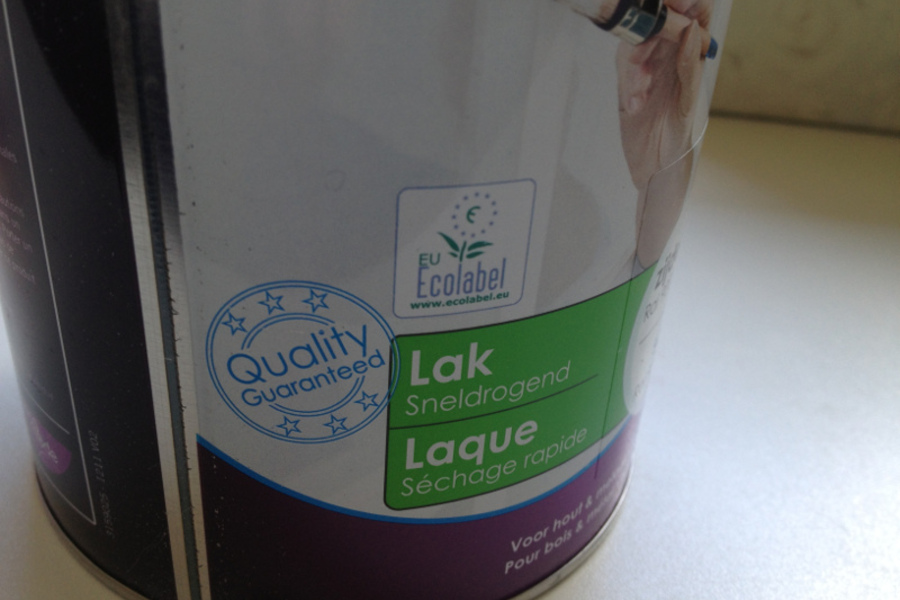 EU
Ecolabel
www.ecolabel.eu
Quality
Guaranteed
Lak
Sneldrogend
Laque
Séchage rapide
Voor hout &
Pour bois &